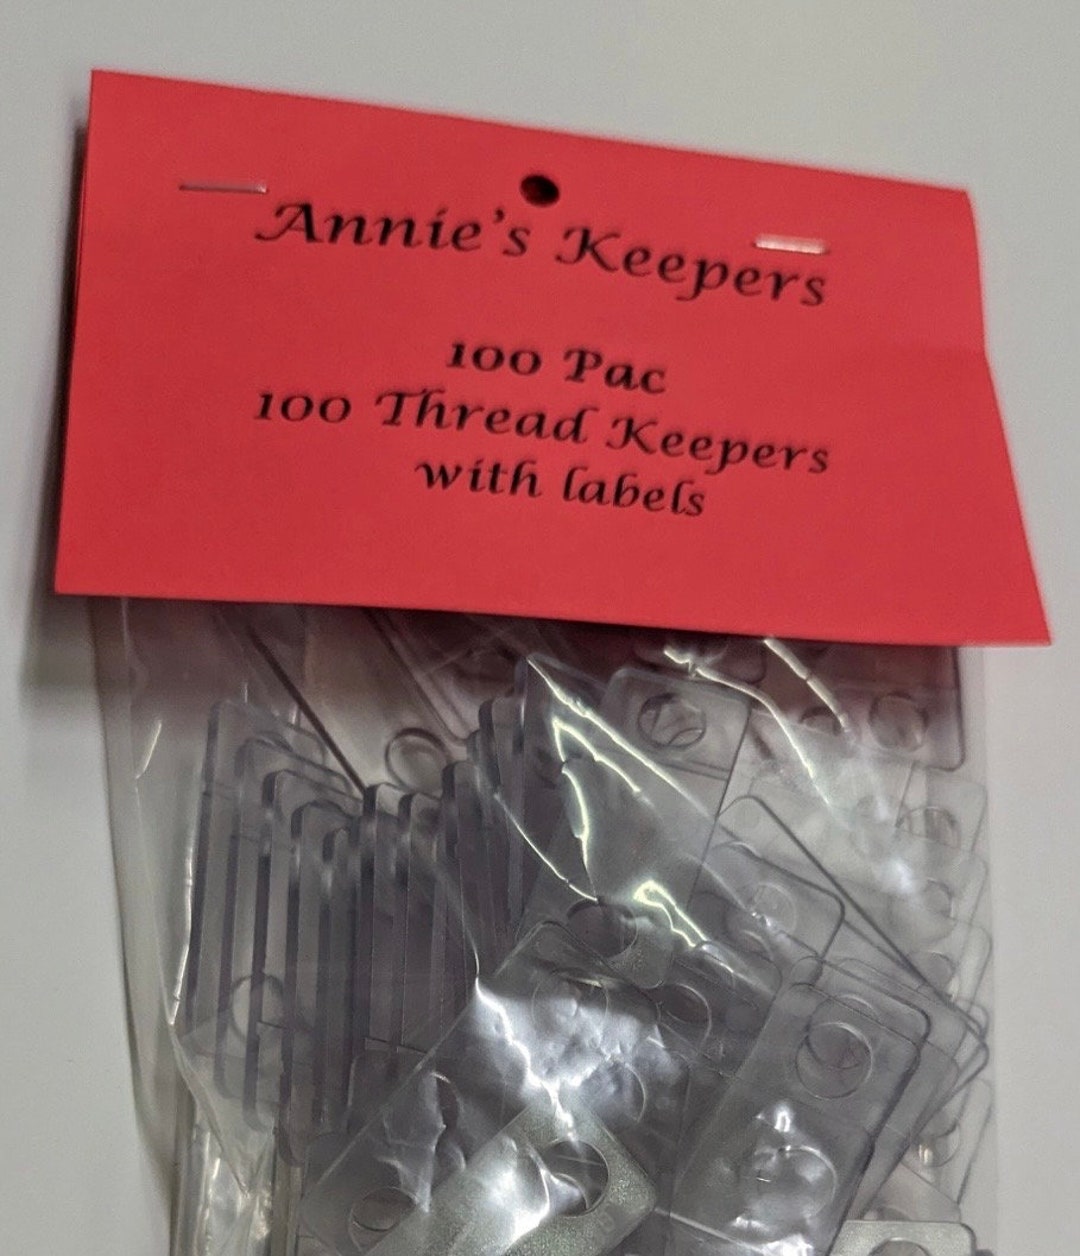 Annie's Keepers
100 Pac
100 Thread Keepers
with labels